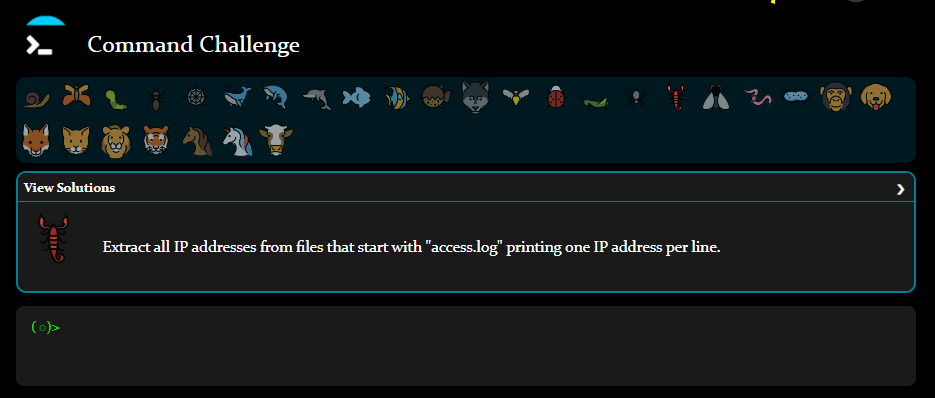 Command Challenge
View Solutions
Extract all IP addresses from files that start with "access.log" printing one IP address per line.
(○)>